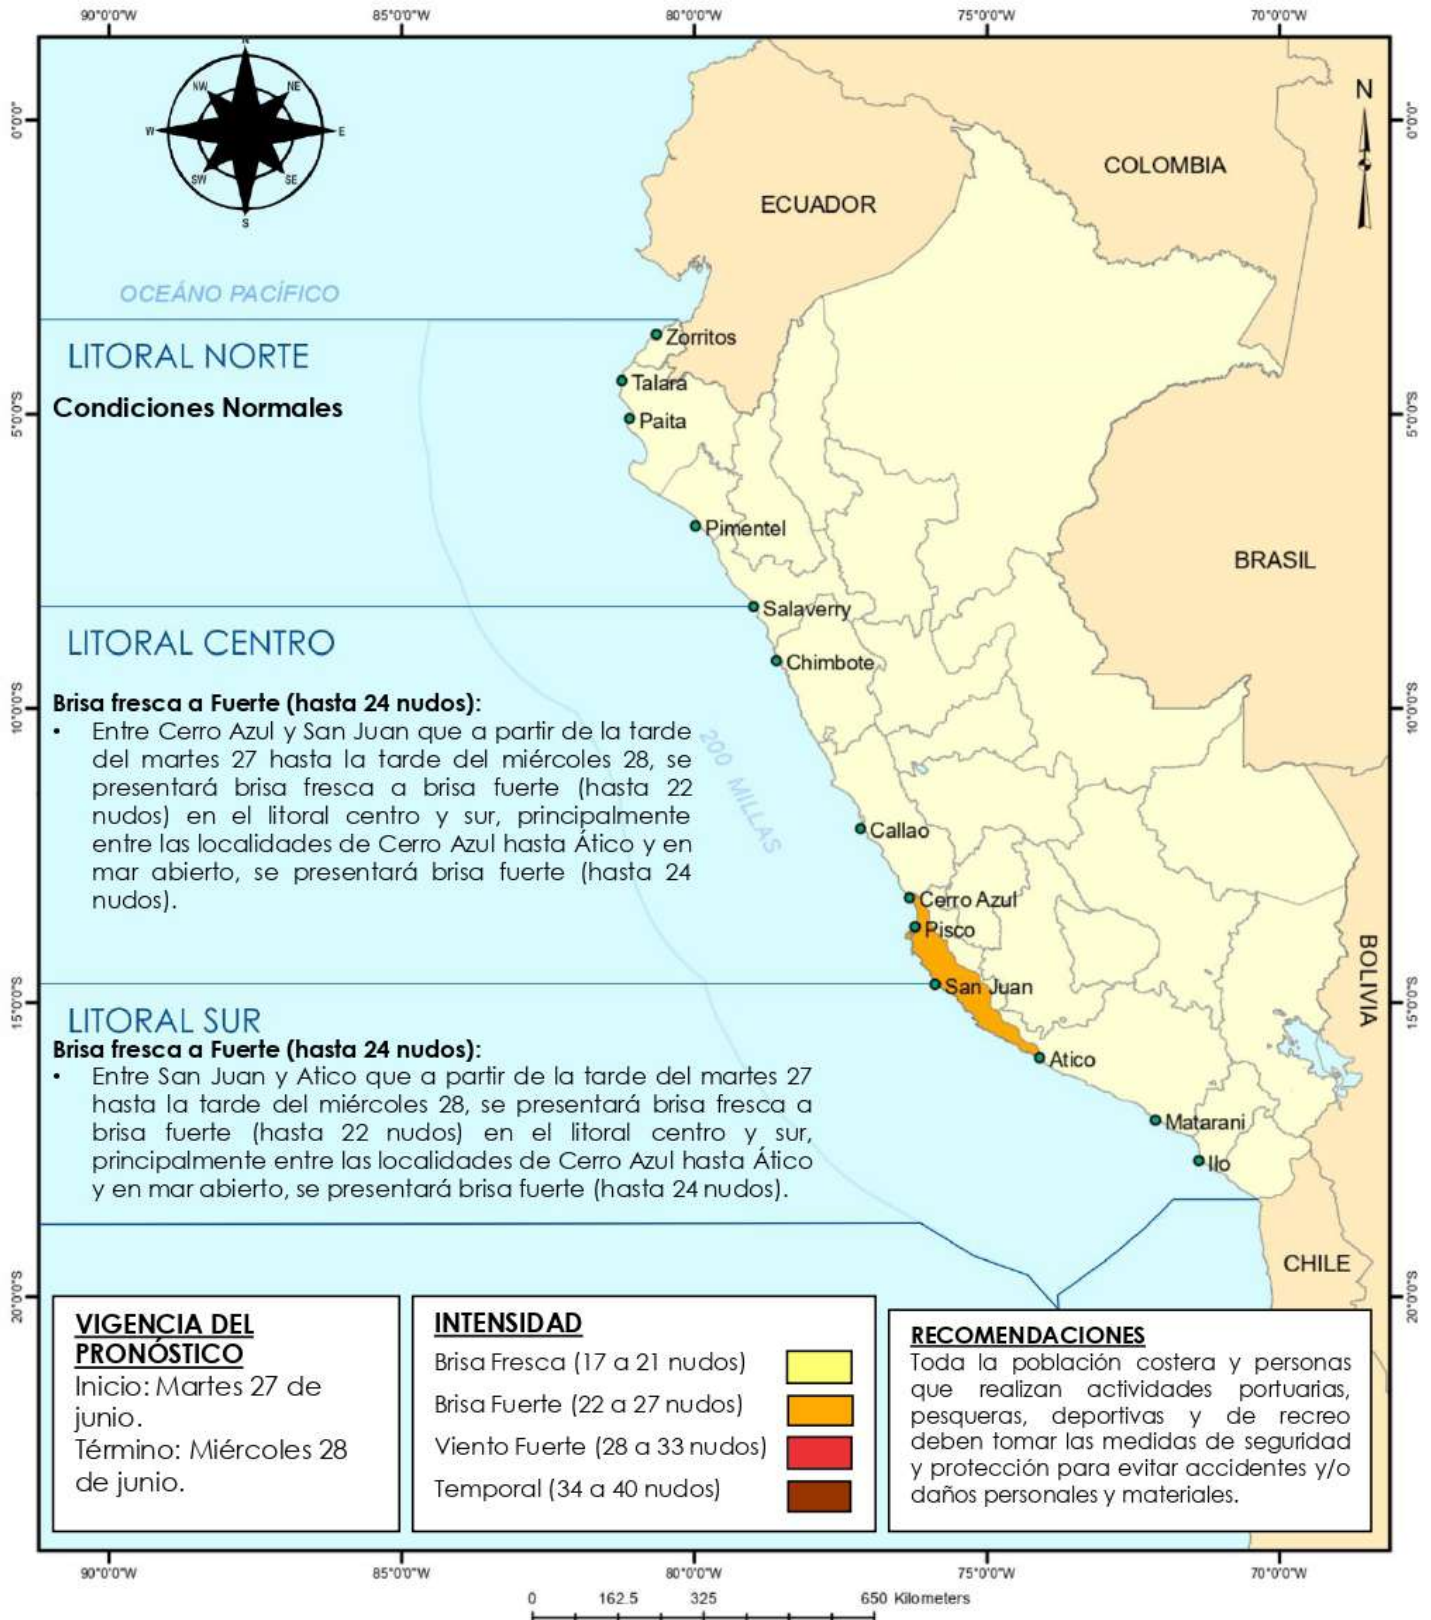 90°0'0"W
85°0'0"W
80°0'0"W
75°0'0"W
70°0'0"W
N
NW
NE
W
E
SW
SE
S
N
0°0'0"
0°0'0"
COLOMBIA
ECUADOR
OCEÁNO PACÍFICO
LITORAL NORTE
Condiciones Normales
Zorritos
Talara
Paita
5°0'0"S
5°0'0"S
Pimentel
BRASIL
Salaverry
LITORAL CENTRO
Chimbote
Brisa fresca a Fuerte (hasta 24 nudos):
• Entre Cerro Azul y San Juan que a partir de la tarde
del martes 27 hasta la tarde del miércoles 28, se
presentará brisa fresca a brisa fuerte (hasta 22
nudos) en el litoral centro y sur, principalmente
entre las localidades de Cerro Azul hasta Ático y en
mar abierto, se presentará brisa fuerte (hasta 24
nudos).
10°0'0"S
10°0'0"S
200 MILLAS
Callao
Cerro Azul
Pisco
San Juan
BOLIVIA
15°0'0"S
15°0'0"S
LITORAL SUR
Brisa fresca a Fuerte (hasta 24 nudos):
• Entre San Juan y Atico que a partir de la tarde del martes 27
hasta la tarde del miércoles 28, se presentará brisa fresca a
brisa fuerte (hasta 22 nudos) en el litoral centro y sur,
principalmente entre las localidades de Cerro Azul hasta Ático
y en mar abierto, se presentará brisa fuerte (hasta 24 nudos).
Atico
Matarani
Ilo
CHILE
20°0'0"S
20°0'0"S
VIGENCIA DEL
PRONÓSTICO
Inicio: Martes 27 de
junio.
Término: Miércoles 28
de junio.
INTENSIDAD
Brisa Fresca (17 a 21 nudos)
Brisa Fuerte (22 a 27 nudos)
Viento Fuerte (28 a 33 nudos)
Temporal (34 a 40 nudos)
RECOMENDACIONES
Toda la población costera y personas
que realizan actividades portuarias,
pesqueras, deportivas y de recreo
deben tomar las medidas de seguridad
y protección para evitar accidentes y/o
daños personales y materiales.
90°0'0"W
85°0'0"W
80°0'0"W
75°0'0"W
70°0'0"W
0 162.5 325 650 Kilometers